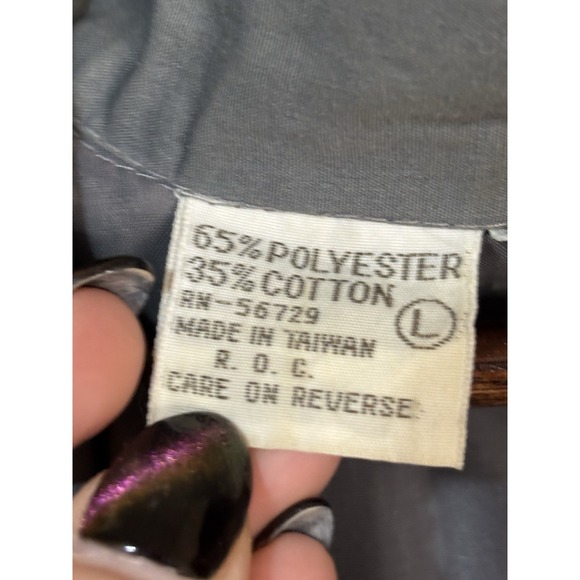 65% POLYESTER
35% COTTON
RN-56729
L
MADE IN TAIWAN
R. O. C.
CARE ON REVERSE